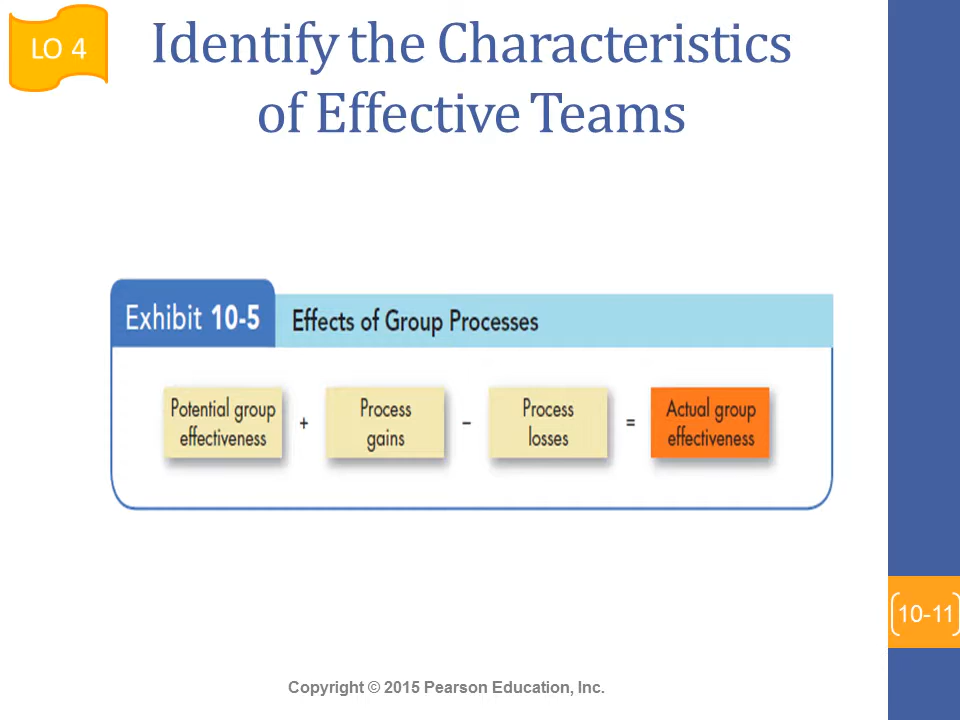 LO 4
Identify the Characteristics
of Effective Teams
Exhibit 10-5
Effects of Group Processes
Potential group
effectiveness
+
Process
gains
–
Process
losses
=
Actual group
effectiveness
10-11
Copyright © 2015 Pearson Education, Inc.